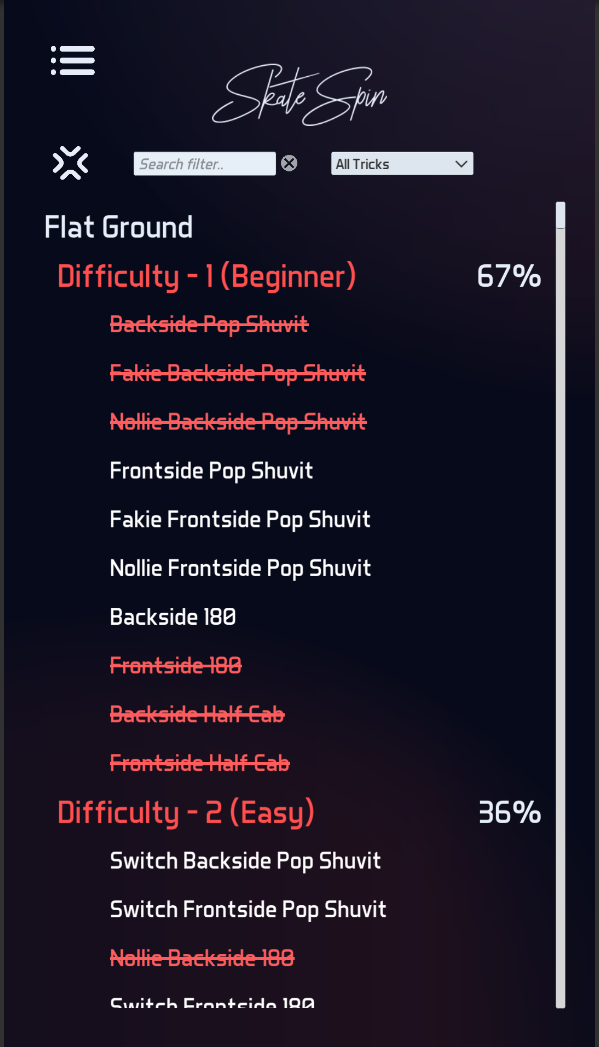 Skate Spin
Search filter..
All Tricks
Flat Ground
Difficulty - 1 (Beginner) 67%
Backside Pop Shuvit
Fakie Backside Pop Shuvit
Nollie Backside Pop Shuvit
Frontside Pop Shuvit
Fakie Frontside Pop Shuvit
Nollie Frontside Pop Shuvit
Backside 180
Frontside 180
Backside Half Cab
Frontside Half Cab
Difficulty - 2 (Easy) 36%
Switch Backside Pop Shuvit
Switch Frontside Pop Shuvit
Nollie Backside 180
Switch Frontside 180